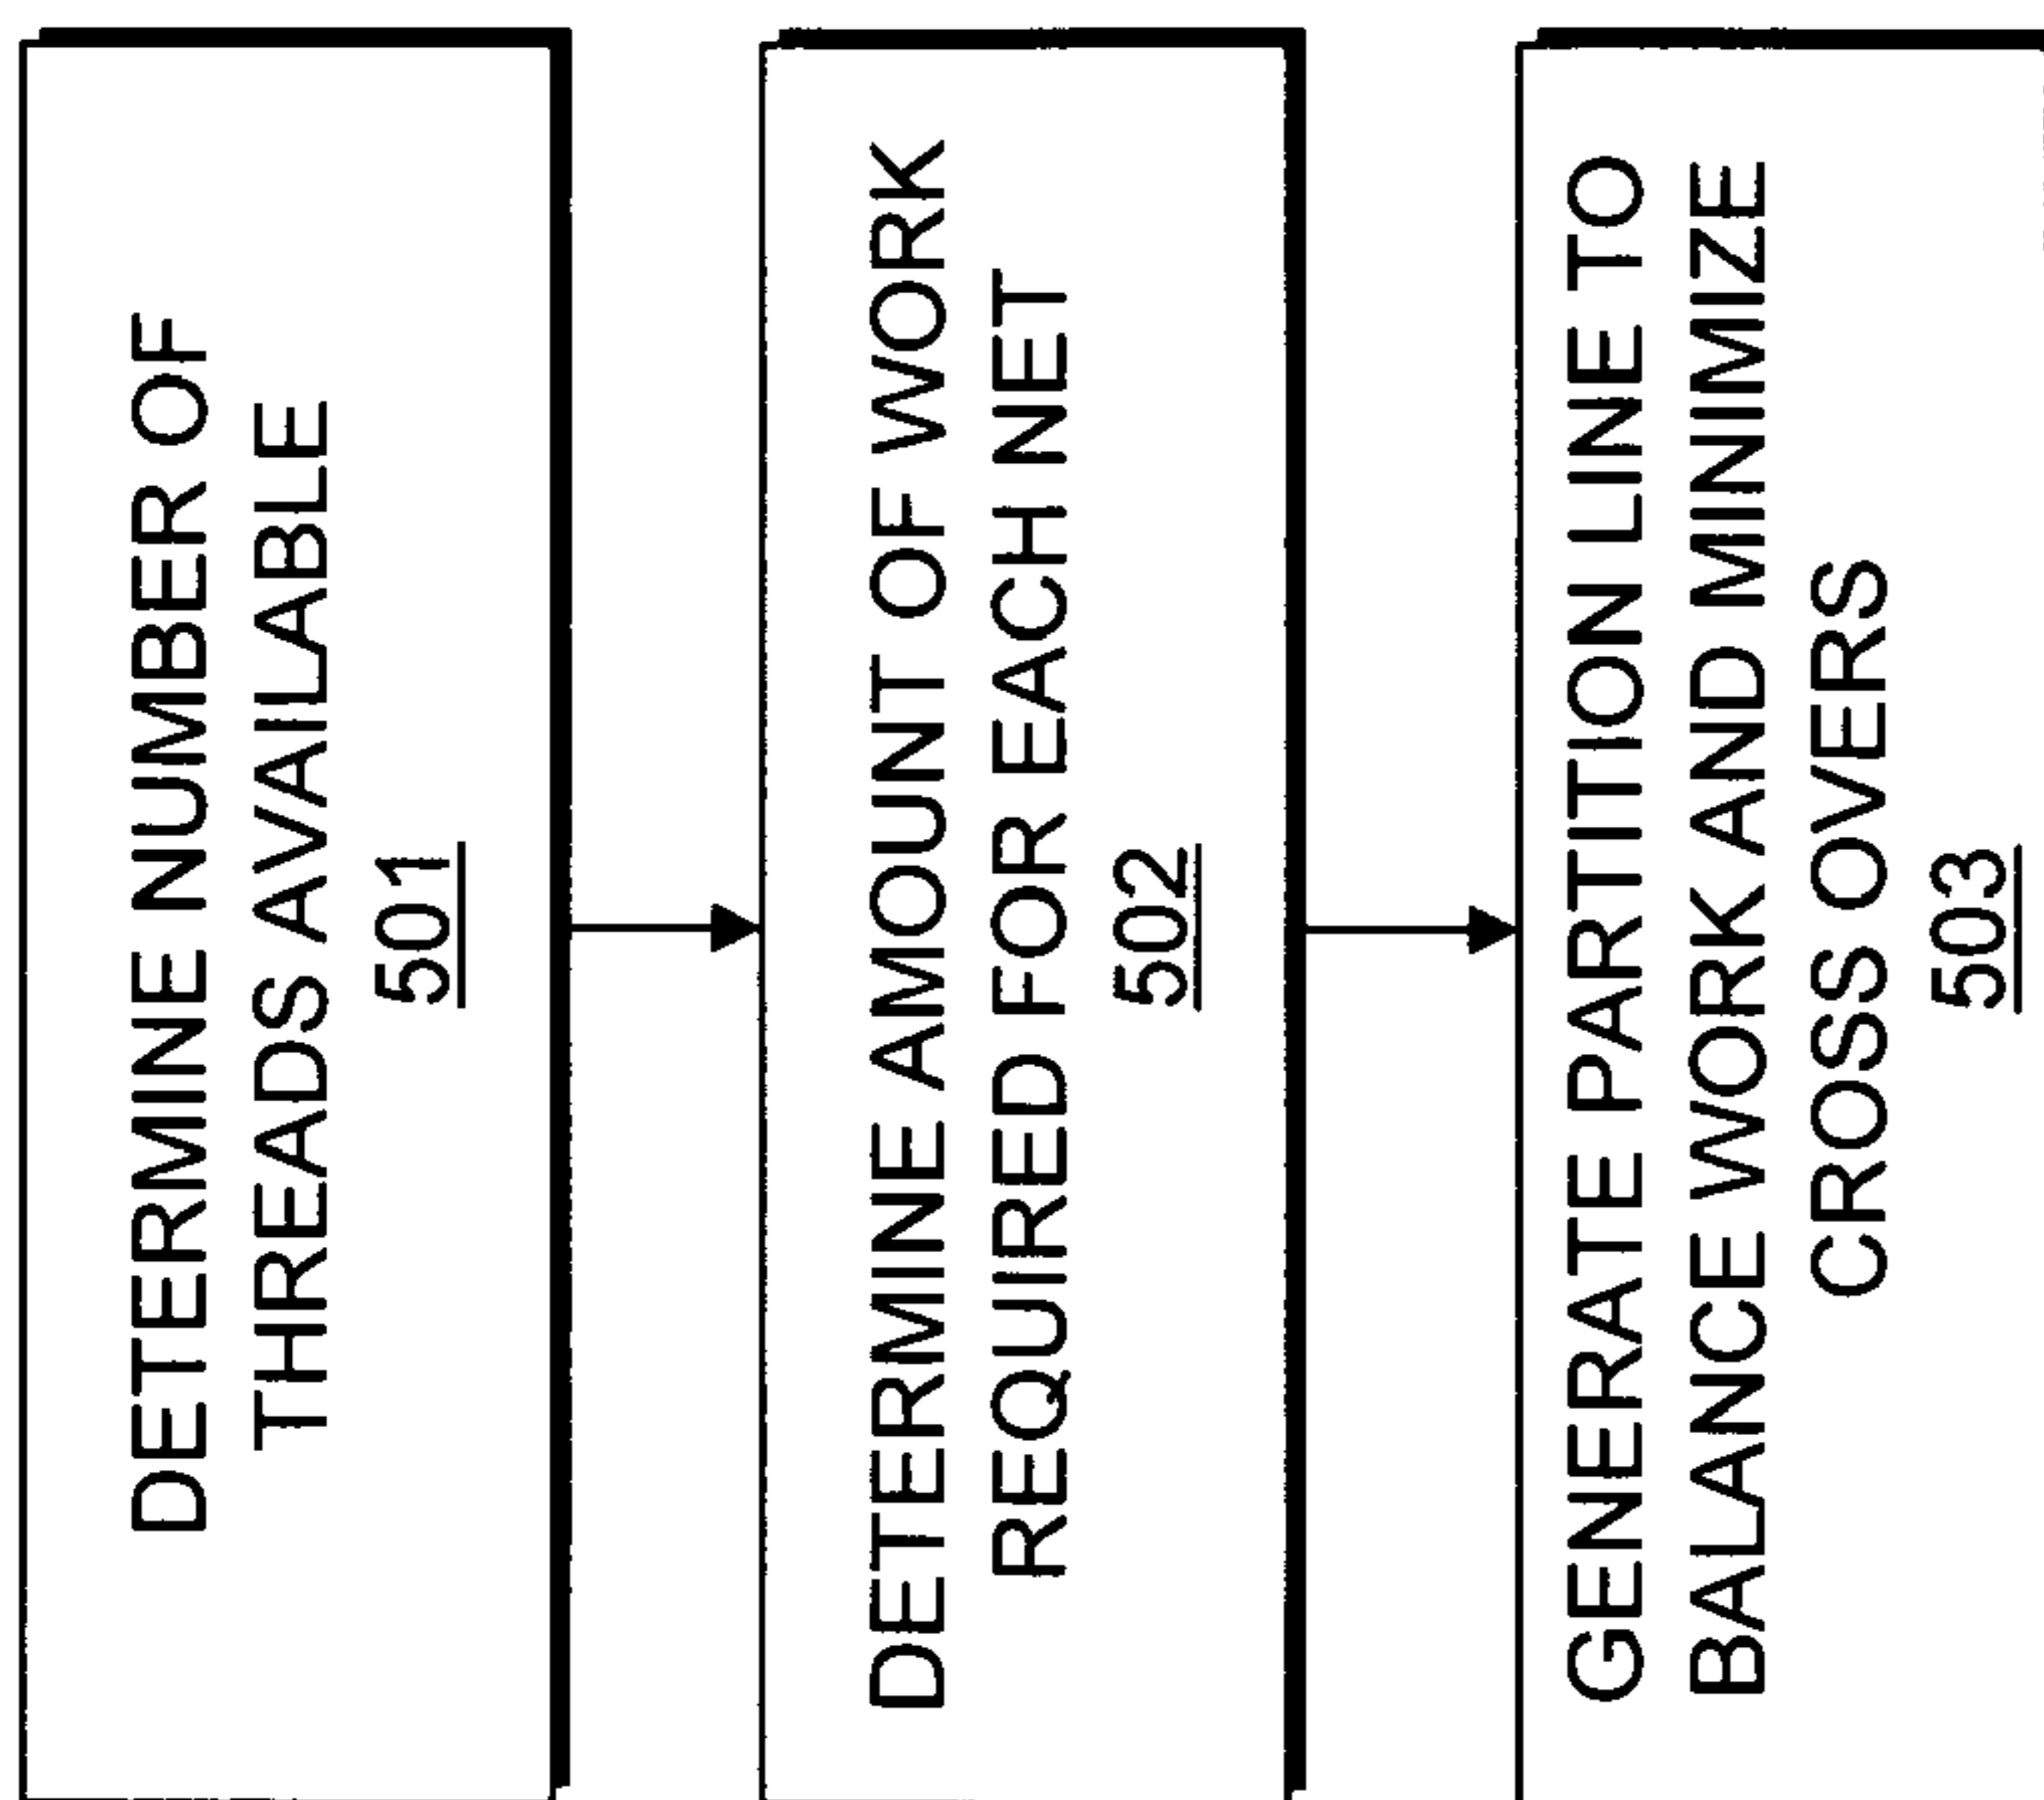 DETERMINE NUMBER OF
THREADS AVAILABLE
501
DETERMINE AMOUNT OF WORK
REQUIRED FOR EACH NET
502
GENERATE PARTITION LINE TO
BALANCE WORK AND MINIMIZE
CROSS OVERS
503